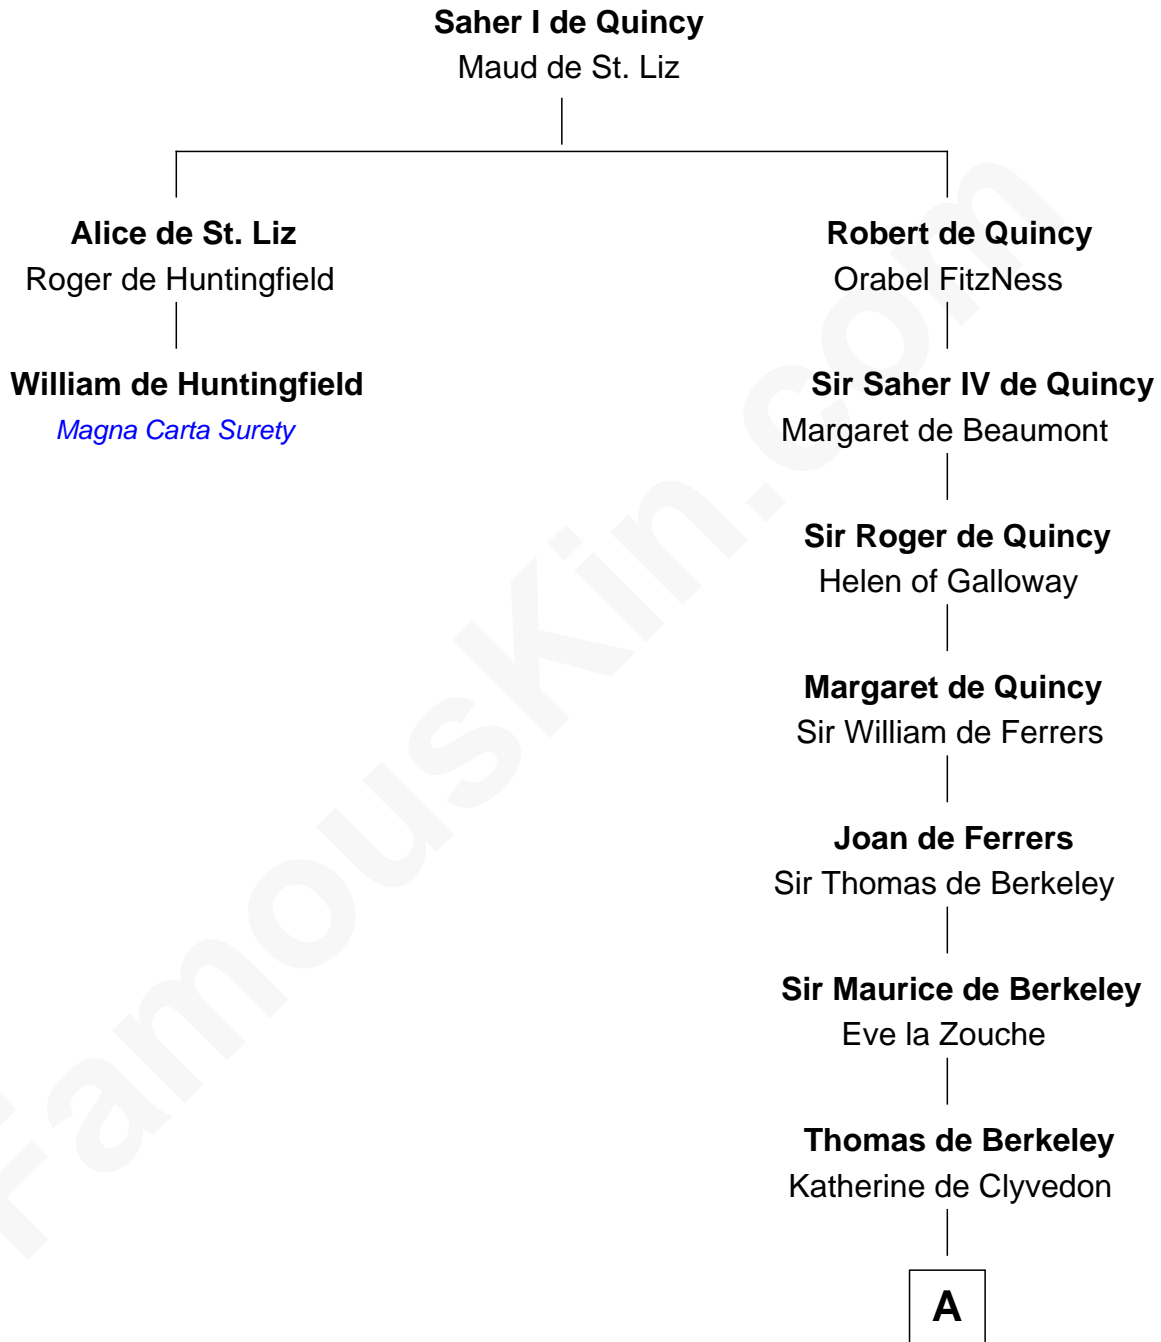 Saher I de Quincy
Maud de St. Liz
Alice de St. Liz
Roger de Huntingfield
William de Huntingfield
Magna Carta Surety
Robert de Quincy
Orabel FitzNess
Sir Saher IV de Quincy
Margaret de Beaumont
Sir Roger de Quincy
Helen of Galloway
Margaret de Quincy
Sir William de Ferrers
Joan de Ferrers
Sir Thomas de Berkeley
Sir Maurice de Berkeley
Eve la Zouche
Thomas de Berkeley
Katherine de Clyvedon
A
FamousKin.com